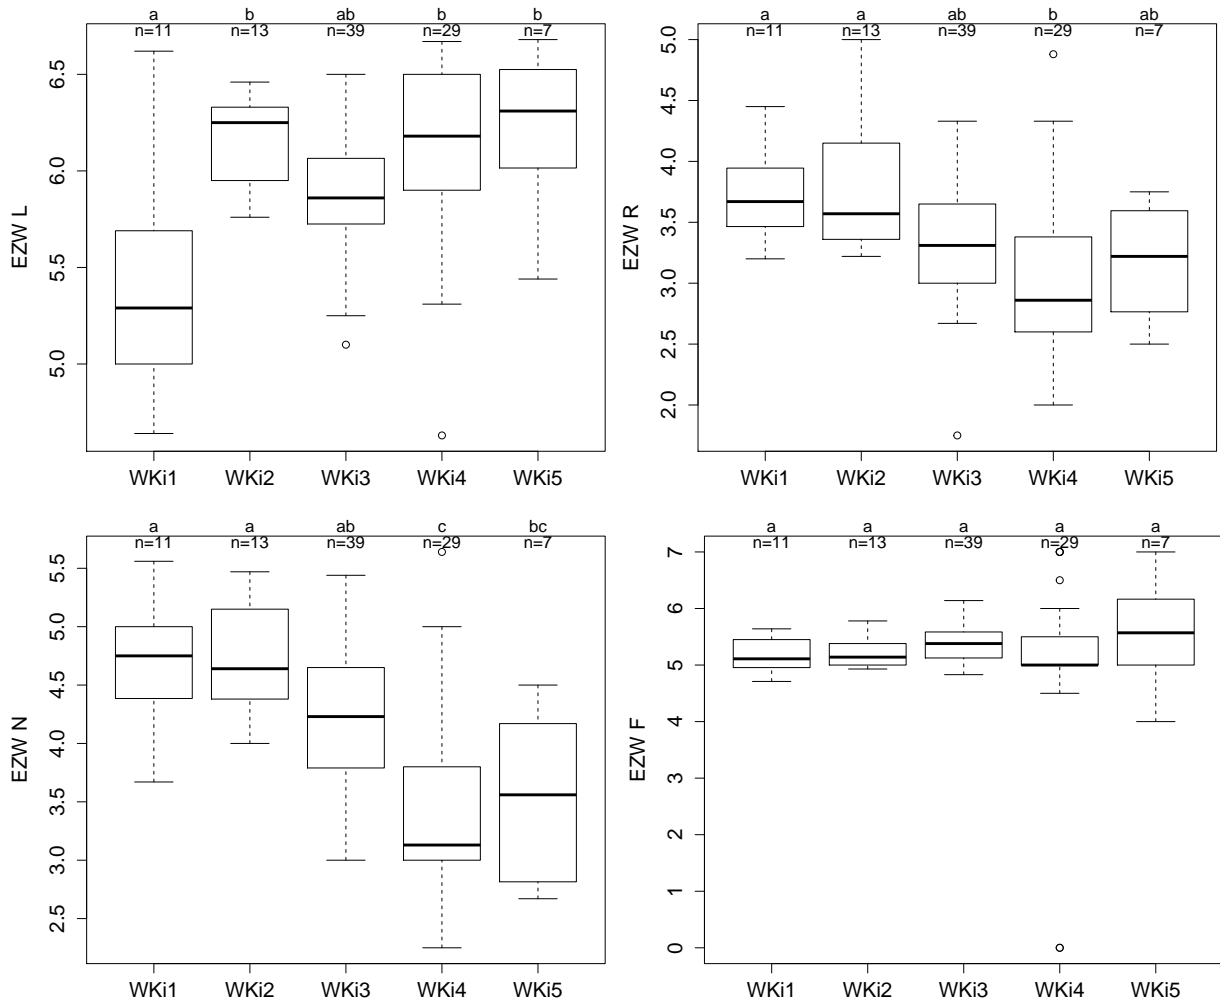 a b ab b b
n=11 n=13 n=39 n=29 n=7
EZW L
6.5
6.0
5.5
5.0
WKi1 WKi2 WKi3 WKi4 WKi5
a a ab b ab
n=11 n=13 n=39 n=29 n=7
EZW R
5.0
4.5
4.0
3.5
3.0
2.5
2.0
WKi1 WKi2 WKi3 WKi4 WKi5
a a ab c bc
n=11 n=13 n=39 n=29 n=7
EZW N
5.5
5.0
4.5
4.0
3.5
3.0
2.5
WKi1 WKi2 WKi3 WKi4 WKi5
a a a a a
n=11 n=13 n=39 n=29 n=7
EZW F
7
6
5
4
3
2
1
0
WKi1 WKi2 WKi3 WKi4 WKi5